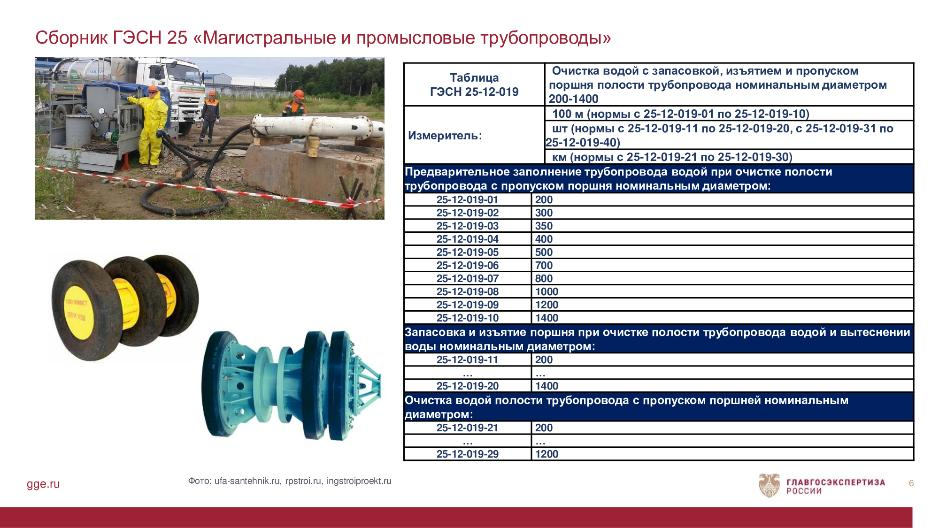 Сборник ГЭСН 25 «Магистральные и промысловые трубопроводы»
Таблица
ГЭСН 25-12-019
Очистка водой с запасовкой, изъятием и пропуском
поршня полости трубопровода номинальным диаметром
200-1400
Измеритель:
100 м (нормы с 25-12-019-01 по 25-12-019-10)
шт (нормы с 25-12-019-11 по 25-12-019-20, с 25-12-019-31 по
25-12-019-40)
км (нормы с 25-12-019-21 по 25-12-019-30)
Предварительное заполнение трубопровода водой при очистке полости
трубопровода с пропуском поршня номинальным диаметром:
25-12-019-01 200
25-12-019-02 300
25-12-019-03 350
25-12-019-04 400
25-12-019-05 500
25-12-019-06 700
25-12-019-07 800
25-12-019-08 1000
25-12-019-09 1200
25-12-019-10 1400
Запасовка и изъятие поршня при очистке полости трубопровода водой и вытеснении
воды номинальным диаметром:
25-12-019-11 200
... ...
25-12-019-20 1400
Очистка водой полости трубопровода с пропуском поршней номинальным
диаметром:
25-12-019-21 200
... ...
25-12-019-29 1200
gge.ru
Фото: ufa-santehnik.ru, rpstroi.ru, ingstroiproekt.ru
ГЛАВГОСЭКСПЕРТИЗА
РОССИИ
6